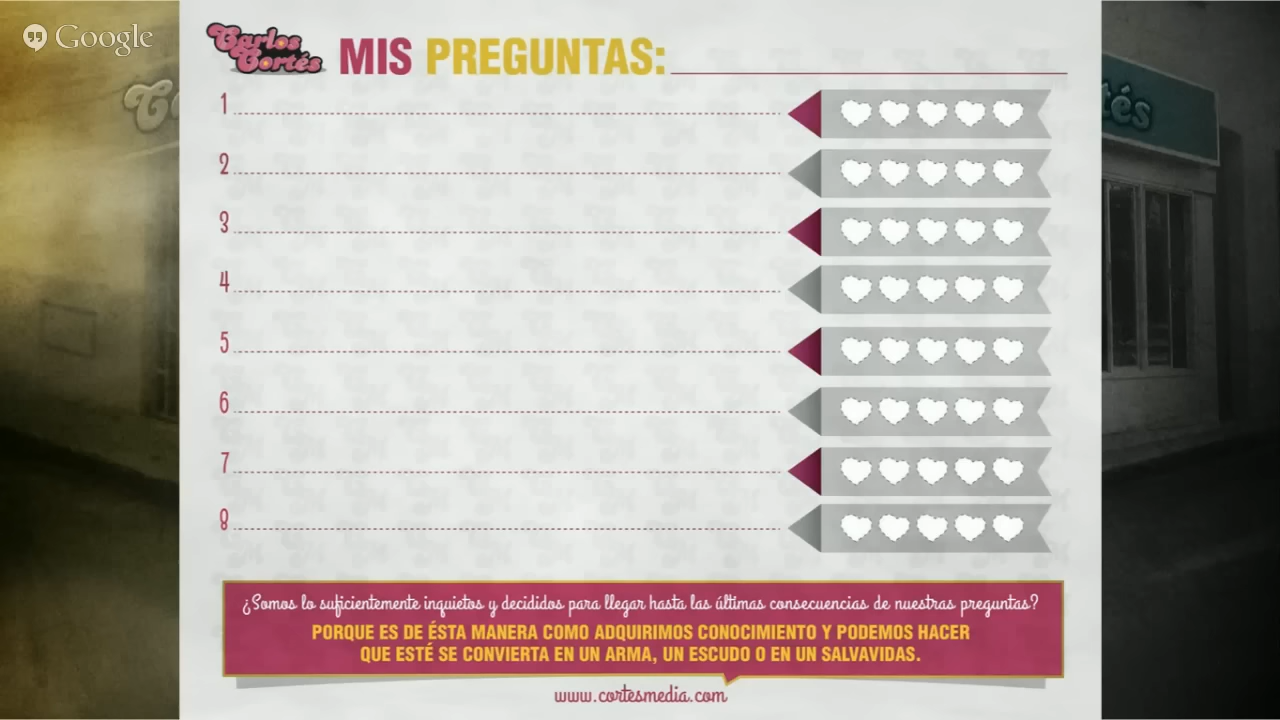 Google
Carlos
Cortés
MIS PREGUNTAS:
1
2
3
4
5
6
7
8
¿Somos lo suficientemente inquietos y decididos para llegar hasta las últimas consecuencias de nuestras preguntas?
PORQUE ES DE ÉSTA MANERA COMO ADQUIRIMOS CONOCIMIENTO Y PODEMOS HACER
QUE ESTÉ SE CONVIERTA EN UN ARMA, UN ESCUDO O EN UN SALVAVIDAS.
www.cortesmedia.com